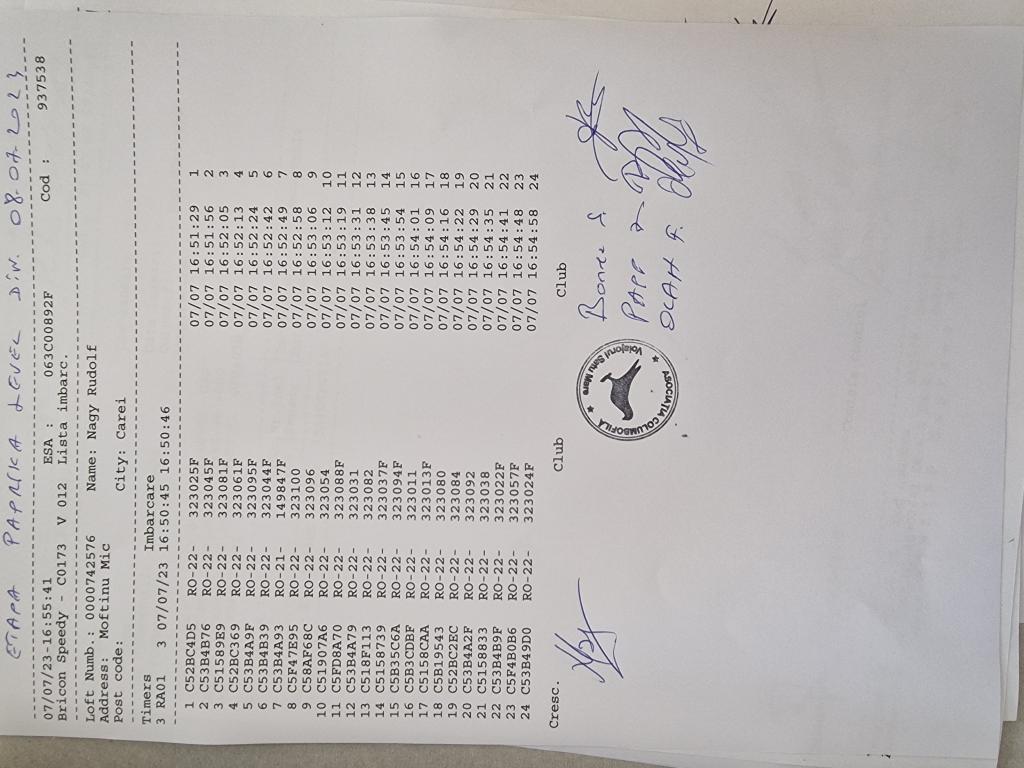 ETAPA PAPRIKA LEVEL DIV. 08.07.2023
07/07/23-16:55:41 ESA : 063C00892F Cod : 937538
Bricon Speedy - C0173 V 012 Lista imbarc.
Loft Numb.: 0000742576 Name: Nagy Rudolf
Address: Moftinu Mic
Post code: City: Carei
Timers Imbarcare
3 RA01 3 07/07/23 16:50:45 16:50:46
1 C52BC4D5 RO-22- 323025F 07/07 16:51:29 1
2 C53B4B76 RO-22- 323045F 07/07 16:51:56 2
3 C51589E9 RO-22- 323081F 07/07 16:52:05 3
4 C52BC369 RO-22- 323061F 07/07 16:52:13 4
5 C53B4A9F RO-22- 323095F 07/07 16:52:24 5
6 C53B4B39 RO-22- 323044F 07/07 16:52:42 6
7 C53B4A93 RO-21- 149847F 07/07 16:52:49 7
8 C5F47E95 RO-22- 323100 07/07 16:52:58 8
9 C58AF68C RO-22- 323096 07/07 16:53:06 9
10 C51907A6 RO-22- 323054 07/07 16:53:12 10
11 C5FD8A70 RO-22- 323088F 07/07 16:53:19 11
12 C53B4A79 RO-22- 323031 07/07 16:53:31 12
13 C518F113 RO-22- 323082 07/07 16:53:38 13
14 C5158739 RO-22- 323037F 07/07 16:53:45 14
15 C5B35C6A RO-22- 323094F 07/07 16:53:54 15
16 C5B3CDBF RO-22- 323011 07/07 16:54:01 16
17 C5158CAA RO-22- 323013F 07/07 16:54:09 17
18 C5B19543 RO-22- 323080 07/07 16:54:16 18
19 C52BC2EC RO-22- 323084 07/07 16:54:22 19
20 C53B4A2F RO-22- 323092 07/07 16:54:29 20
21 C5158833 RO-22- 323038 07/07 16:54:35 21
22 C53B4B9F RO-22- 323022F 07/07 16:54:41 22
23 C5F4B0B6 RO-22- 323057F 07/07 16:54:48 23
24 C53B49D0 RO-22- 323024F 07/07 16:54:58 24
Cresc. Club Club
PAPP
ASOCIAȚIA COLUMBOFILĂ
Voiajorul Satu Mare